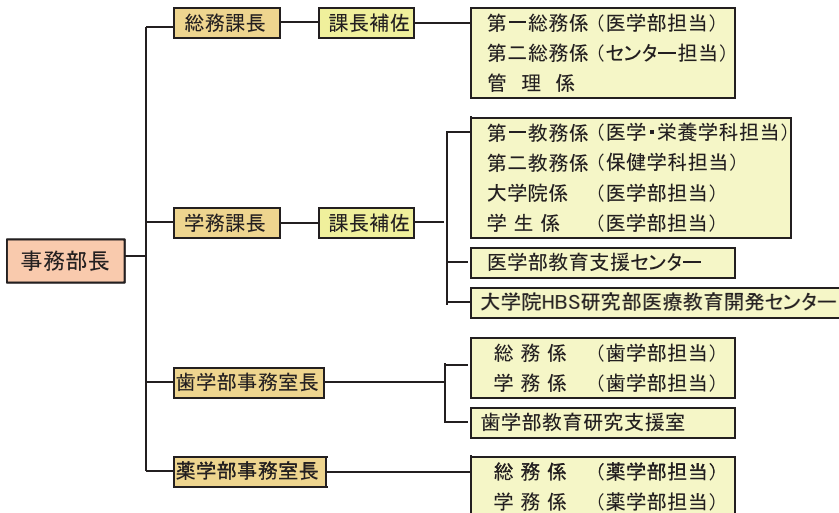 総務課長
課長補佐
第一総務係（医学部担当）
第二総務係（センター担当）
管理係
第一教務係（医学・栄養学科担当）
第二教務係（保健学科担当）
大学院係（医学部担当）
学生係（医学部担当）
学務課長
課長補佐
事務部長
医学部教育支援センター
大学院HBS研究部医療教育開発センター
総務係（歯学部担当）
学務係（歯学部担当）
歯学部事務室長
歯学部教育研究支援室
薬学部事務室長
総務係（薬学部担当）
学務係（薬学部担当）